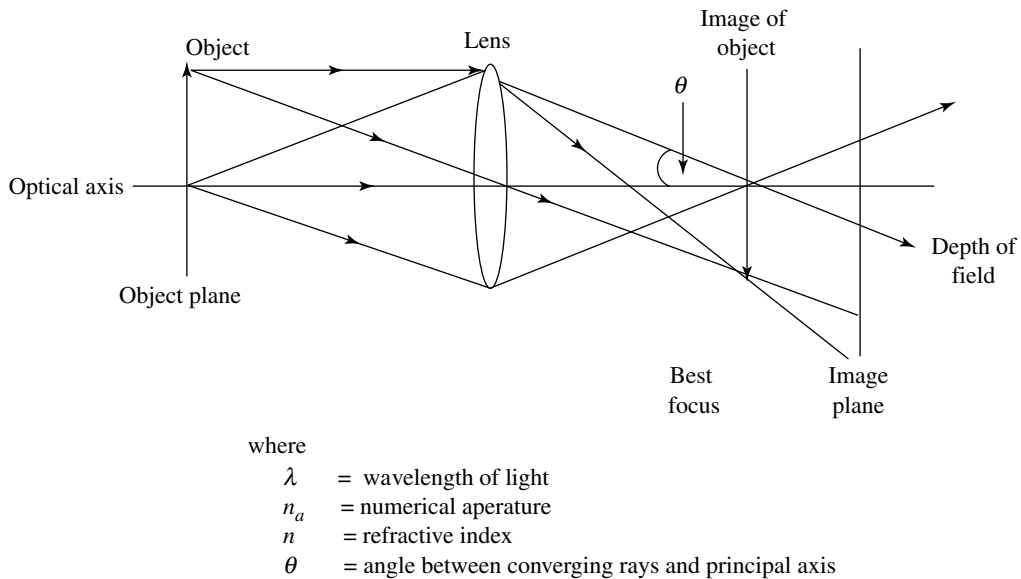 Object
Lens
Image of
object
θ
Optical axis
Depth of
field
Object plane
Best
focus
Image
plane
where
λ = wavelength of light
n_a = numerical aperature
n = refractive index
θ = angle between converging rays and principal axis